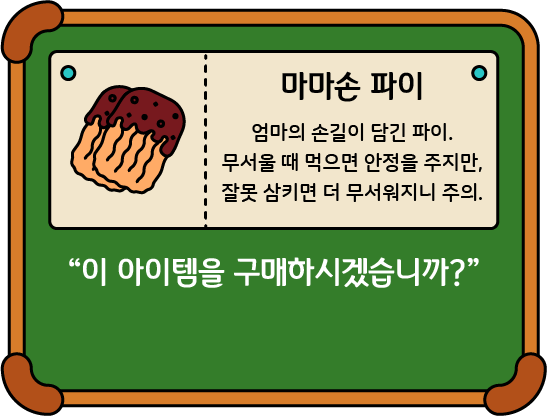 마마손 파이
엄마의 손길이 담긴 파이.
무서울 때 먹으면 안정을 주지만,
잘못 삼키면 더 무서워지니 주의.
“이 아이템을 구매하시겠습니까?”